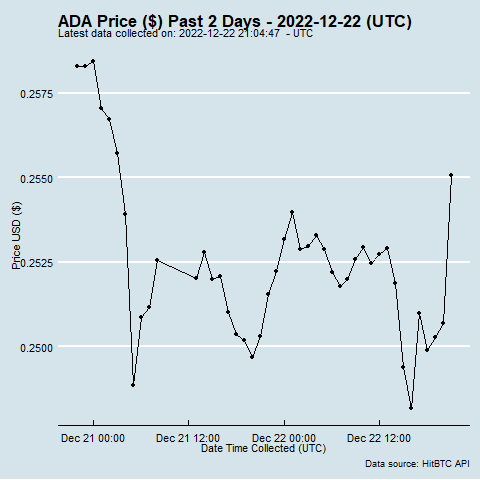 ADA Price ($) Past 2 Days - 2022-12-22 (UTC)
Latest data collected on: 2022-12-22 21:04:47 - UTC
0.2575
0.2550
0.2525
0.2500
Price USD ($)
Dec 21 00:00 Dec 21 12:00 Dec 22 00:00 Dec 22 12:00
Date Time Collected (UTC)
Data source: HitBTC API